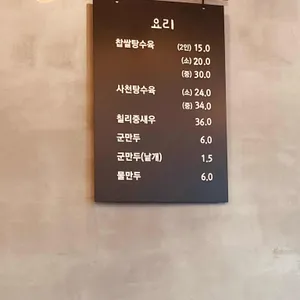 요리
찹쌀탕수육 (2인) 15.0
(소) 20.0
(중) 30.0
사천탕수육 (소) 24.0
(중) 34.0
칠리중새우 36.0
군만두 6.0
군만두(낱개) 1.5
물만두 6.0